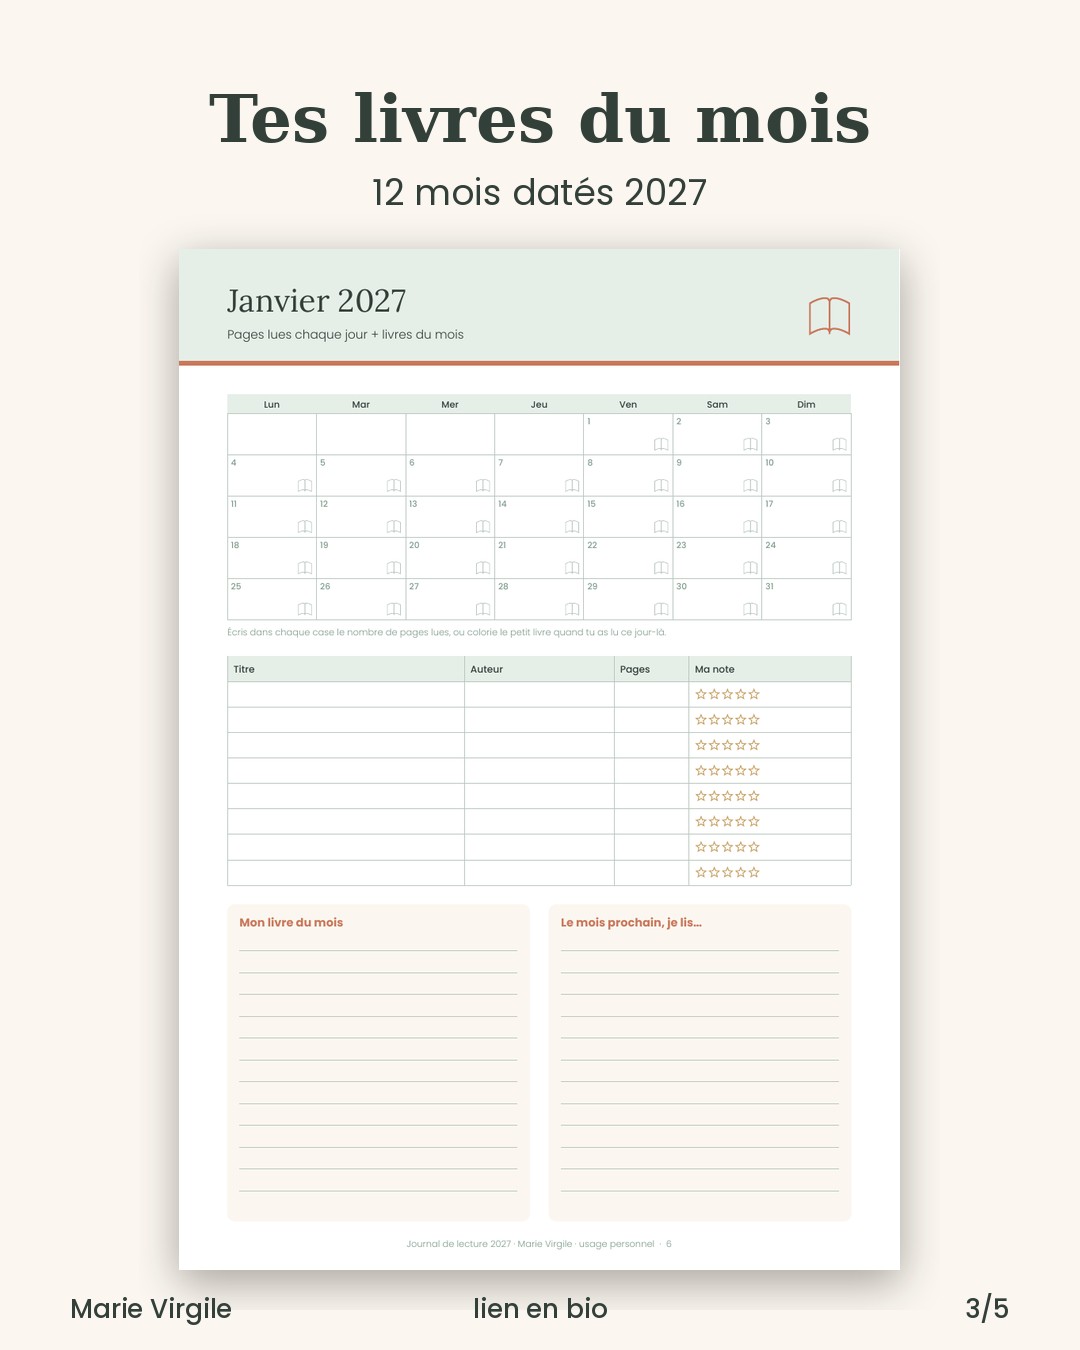 Tes livres du mois
12 mois datés 2027
Janvier 2027
Pages lues chaque jour + livres du mois
Lun Mar Mer Jeu Ven Sam Dim
1 2 3
4 5 6 7 8 9 10
11 12 13 14 15 16 17
18 19 20 21 22 23 24
25 26 27 28 29 30 31
Écris dans chaque case le nombre de pages lues, ou colorie le petit livre quand tu as lu ce jour-là.
Titre Auteur Pages Ma note
Mon livre du mois
Le mois prochain, je lis...
Journal de lecture 2027 · Marie Virgile · usage personnel · 6
Marie Virgile lien en bio 3/5